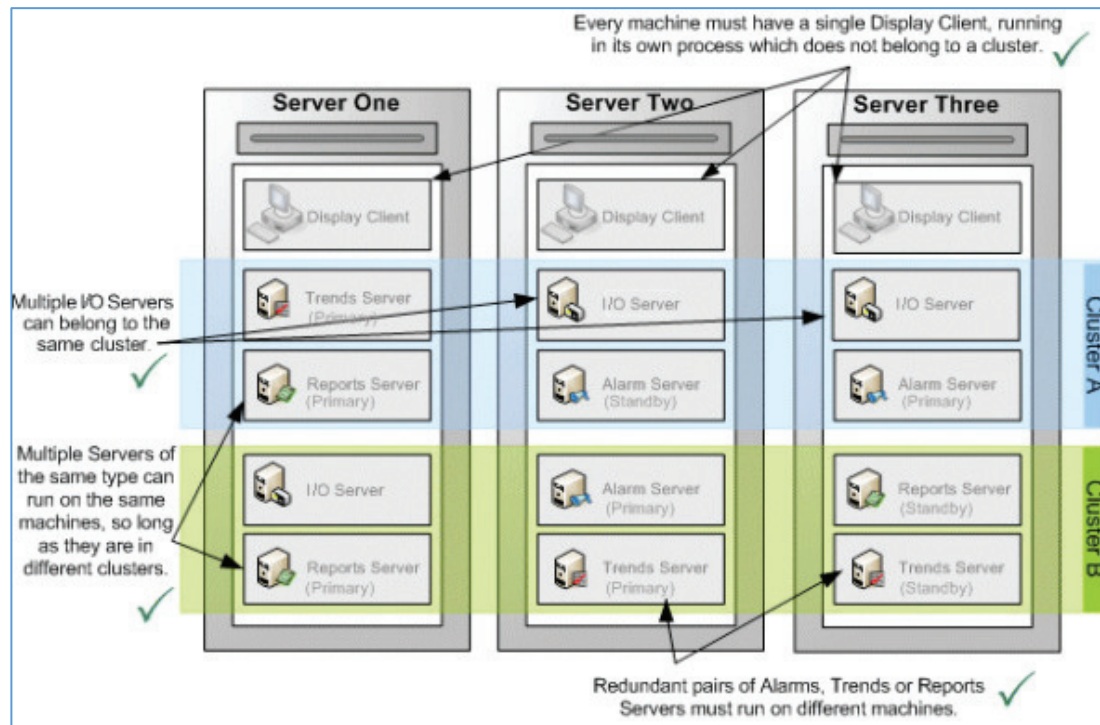 Every machine must have a single Display Client, running
in its own process which does not belong to a cluster.
Server One
Server Two
Server Three
Display Client
Display Client
Display Client
Multiple I/O Servers
can belong to the
same cluster.
Trends Server
(Primary)
I/O Server
I/O Server
Reports Server
(Primary)
Alarm Server
(Standby)
Alarm Server
(Primary)
Cluster A
Multiple Servers of
the same type can
run on the same
machines, so long
as they are in
different clusters.
I/O Server
Alarm Server
(Primary)
Reports Server
(Standby)
Reports Server
(Primary)
Trends Server
(Primary)
Trends Server
(Standby)
Cluster B
Redundant pairs of Alarms, Trends or Reports
Servers must run on different machines.